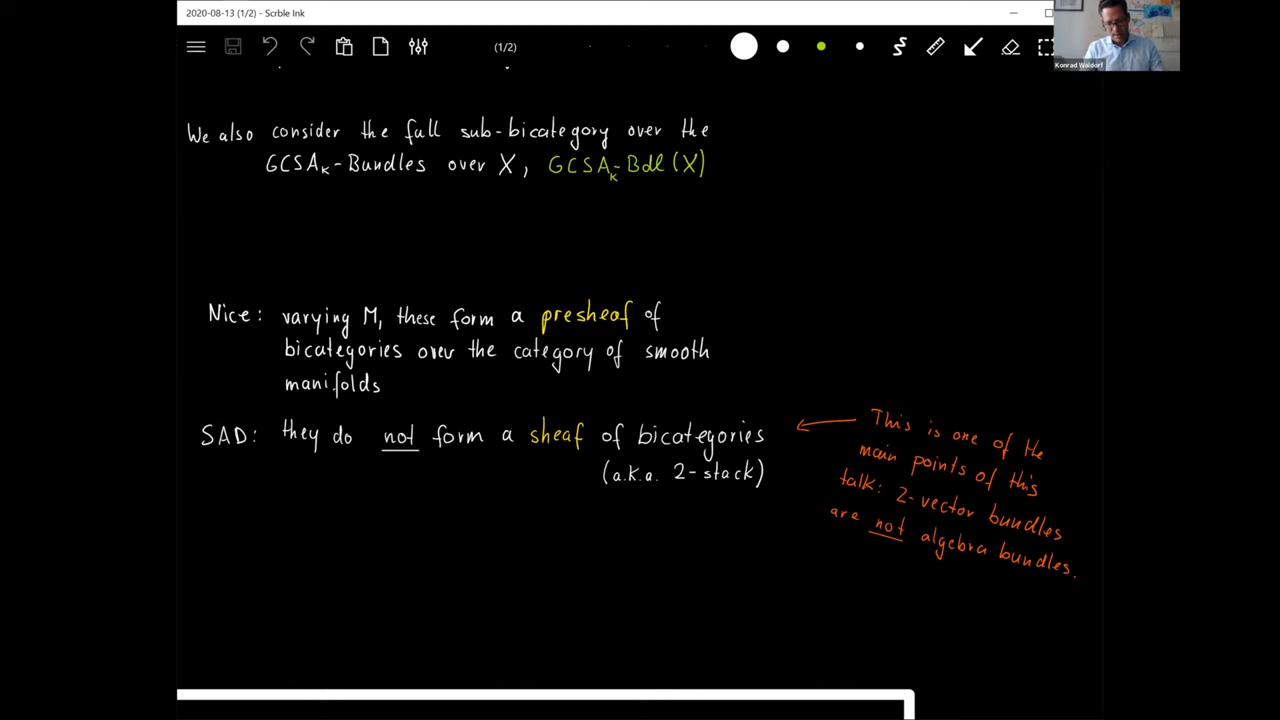 2020-08-13 (1/2) - Scrble Ink
(1/2)
Konrad Waldorf
We also consider the full sub-bicategory over the
GCSAₖ-Bundles over X, GCSAₖ-Bdl(X)
Nice: varying M, these form a presheaf of
bicategories over the category of smooth
manifolds
SAD: they do not form a sheaf of bicategories
(a.k.a. 2-stack)
This is one of the
main points of this
talk: 2-vector bundles
are not algebra bundles.